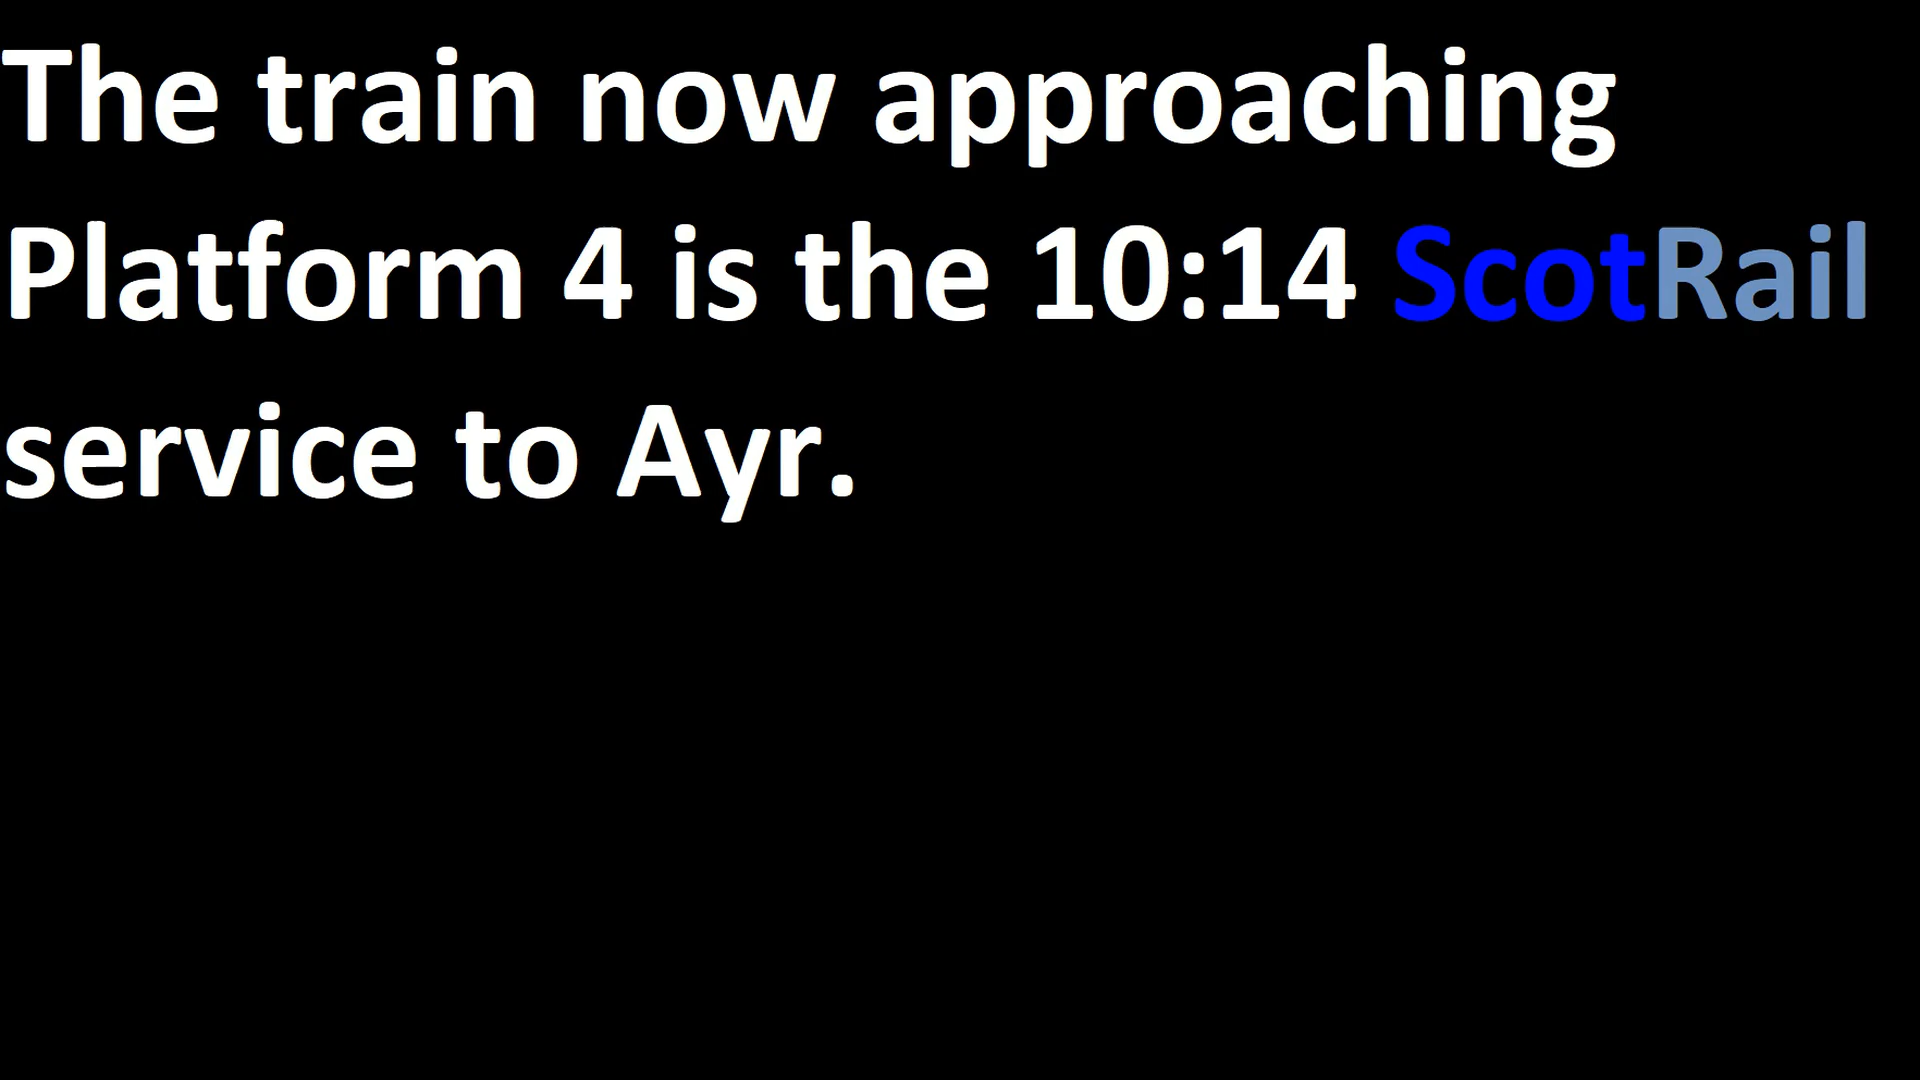 The train now approaching
Platform 4 is the 10:14 ScotRail
service to Ayr.